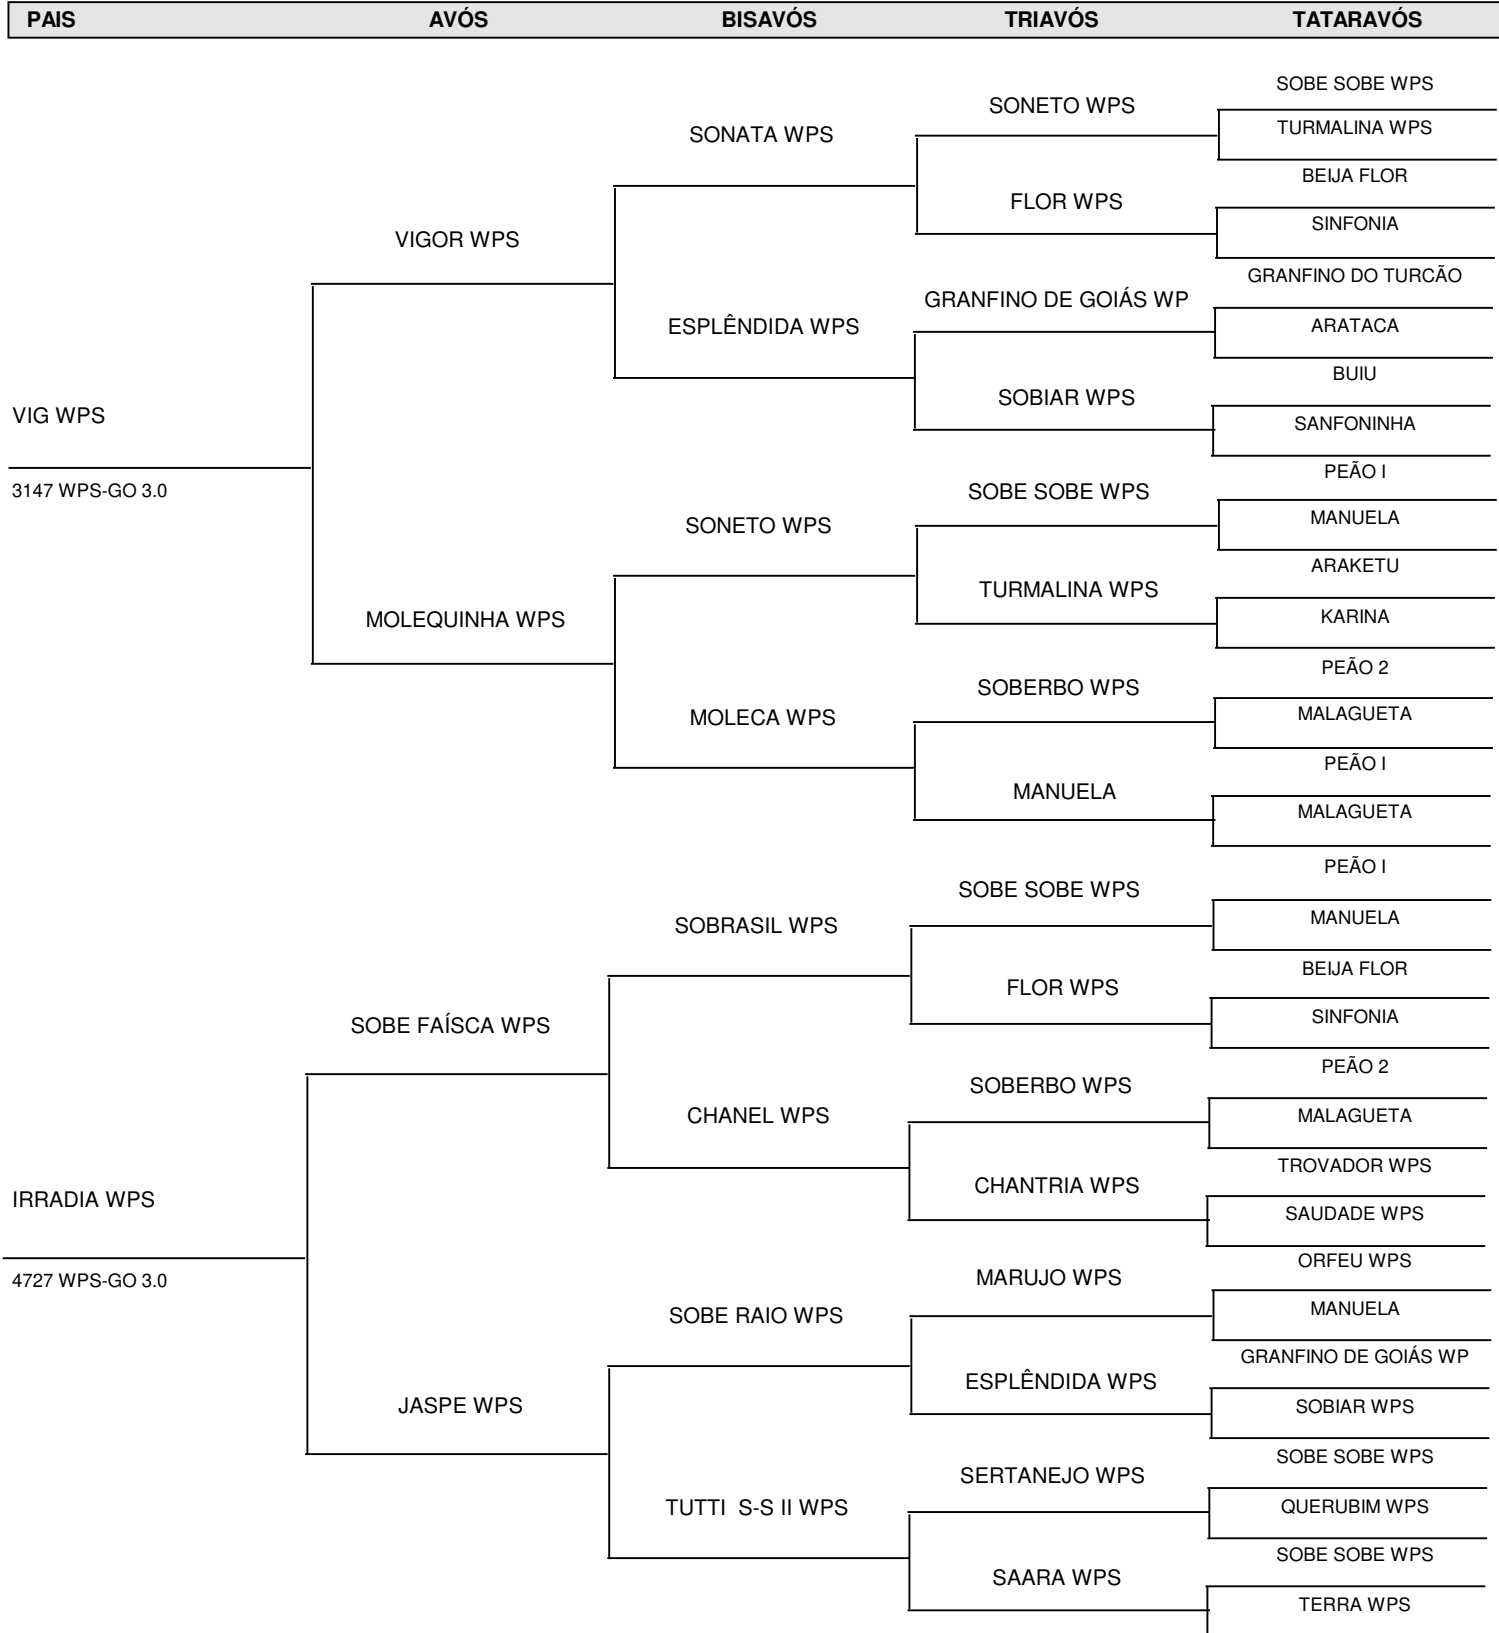 PAIS AVÓS BISAVÓS TRIAVÓS TATARAVÓS
SOBE SOBE WPS
SONETO WPS
TURMALINA WPS
SONATA WPS
BEIJA FLOR
FLOR WPS
SINFONIA
VIGOR WPS
GRANFINO DO TURCÃO
GRANFINO DE GOIÁS WP
ESPLÊNDIDA WPS
ARATACA
BUIU
SOBIAR WPS
VIG WPS
SANFONINHA
PEÃO I
3147 WPS-GO 3.0
SOBE SOBE WPS
MANUELA
SONETO WPS
ARAKETU
TURMALINA WPS
KARINA
MOLEQUINHA WPS
PEÃO 2
SOBERBO WPS
MALAGUETA
MOLECA WPS
PEÃO I
MANUELA
MALAGUETA
PEÃO I
SOBE SOBE WPS
MANUELA
SOBRASIL WPS
BEIJA FLOR
FLOR WPS
SINFONIA
SOBE FAÍSCA WPS
PEÃO 2
SOBERBO WPS
CHANEL WPS
MALAGUETA
TROVADOR WPS
CHANTRIA WPS
IRRADIA WPS
SAUDADE WPS
ORFEU WPS
4727 WPS-GO 3.0
MARUJO WPS
MANUELA
SOBE RAIO WPS
GRANFINO DE GOIÁS WP
ESPLÊNDIDA WPS
JASPE WPS
SOBIAR WPS
SOBE SOBE WPS
SERTANEJO WPS
TUTTI S-S II WPS
QUERUBIM WPS
SOBE SOBE WPS
SAARA WPS
TERRA WPS